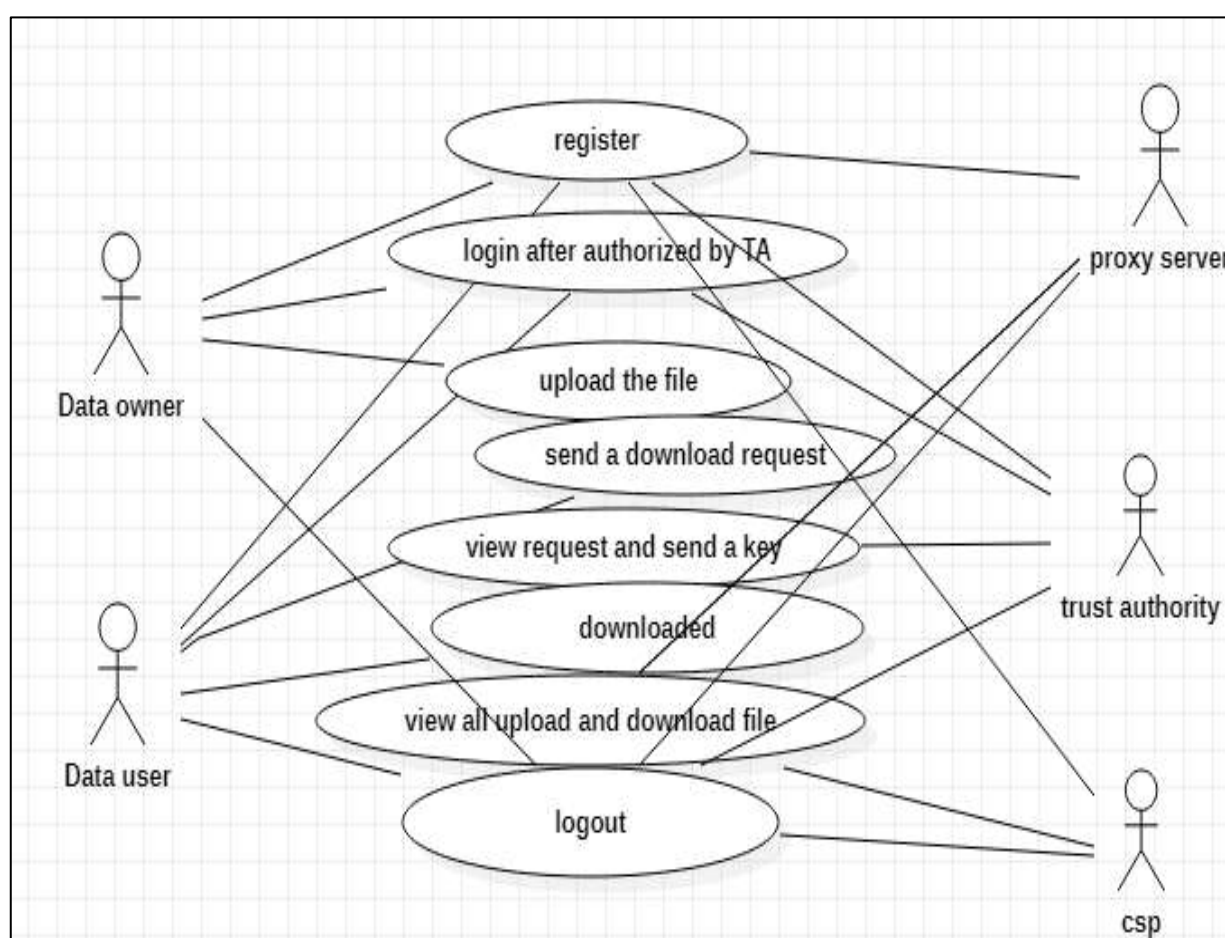 register
login after authorized by TA
proxy server
upload the file
Data owner
send a download request
view request and send a key
trust authority
downloaded
view all upload and download file
Data user
logout
csp